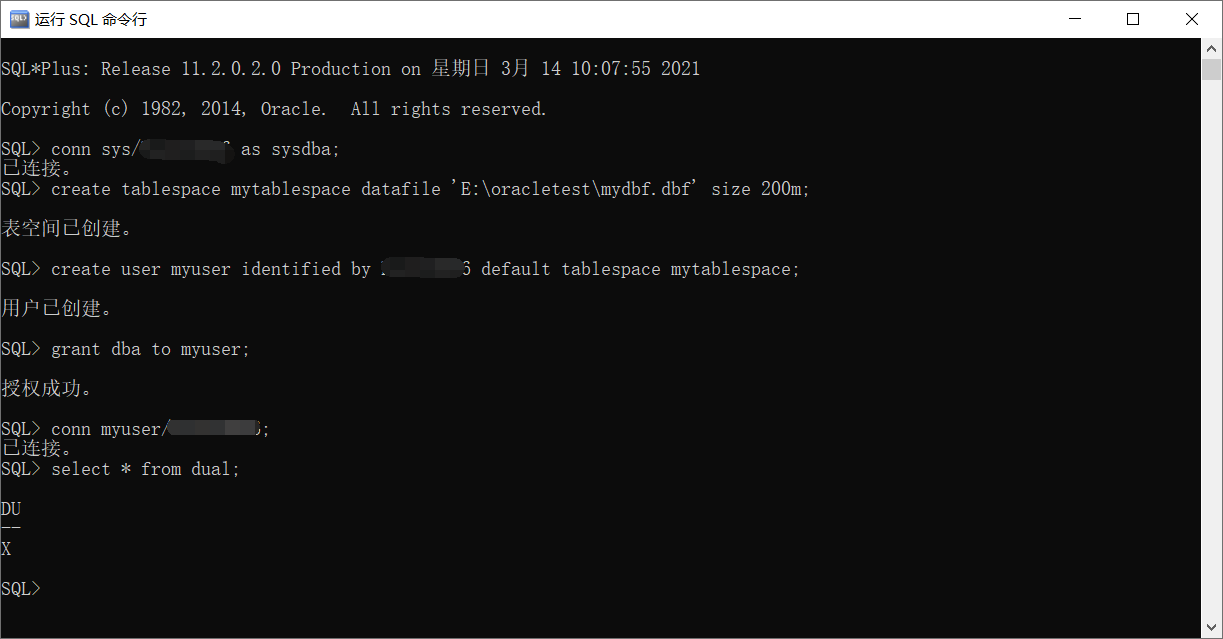 运行 SQL 命令行
SQL*Plus: Release 11.2.0.2.0 Production on 星期日 3月 14 10:07:55 2021
Copyright (c) 1982, 2014, Oracle.  All rights reserved.
SQL> conn sys/ as sysdba;
已连接。
SQL> create tablespace mytablespace datafile 'E:\oracletest\mydbf.dbf' size 200m;
表空间已创建。
SQL> create user myuser identified by 6 default tablespace mytablespace;
用户已创建。
SQL> grant dba to myuser;
授权成功。
SQL> conn myuser/;
已连接。
SQL> select * from dual;
DU
--
X
SQL>